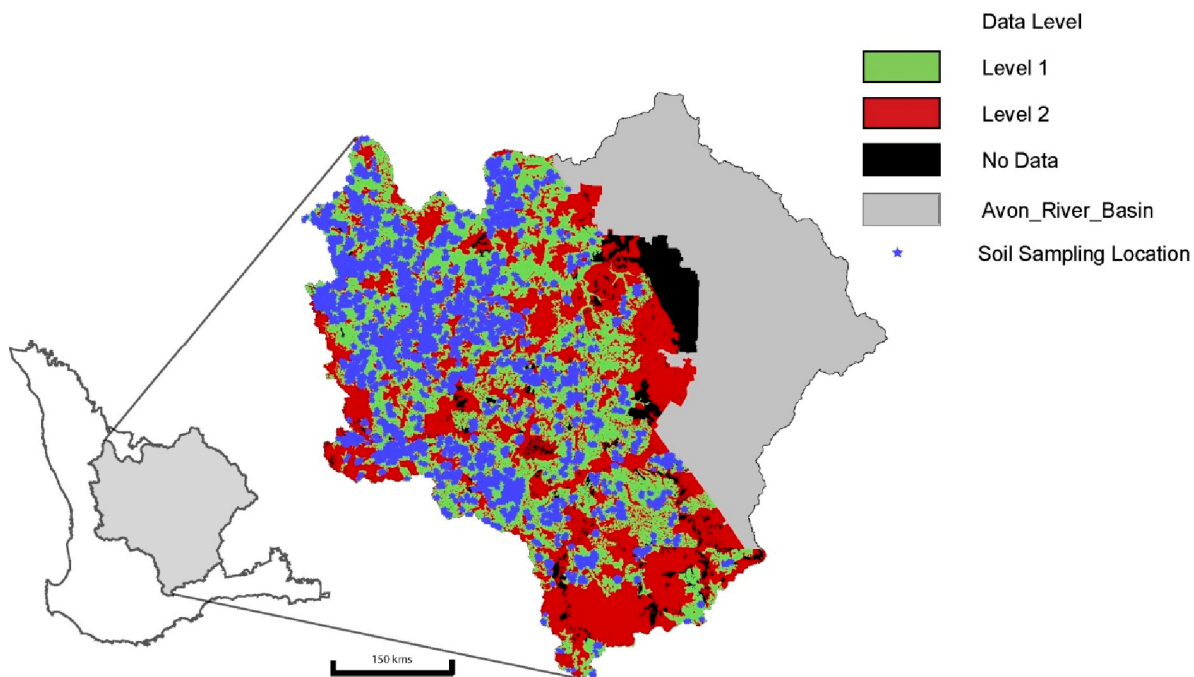 Data Level
Level 1
Level 2
No Data
Avon_River_Basin
Soil Sampling Location
150 kms